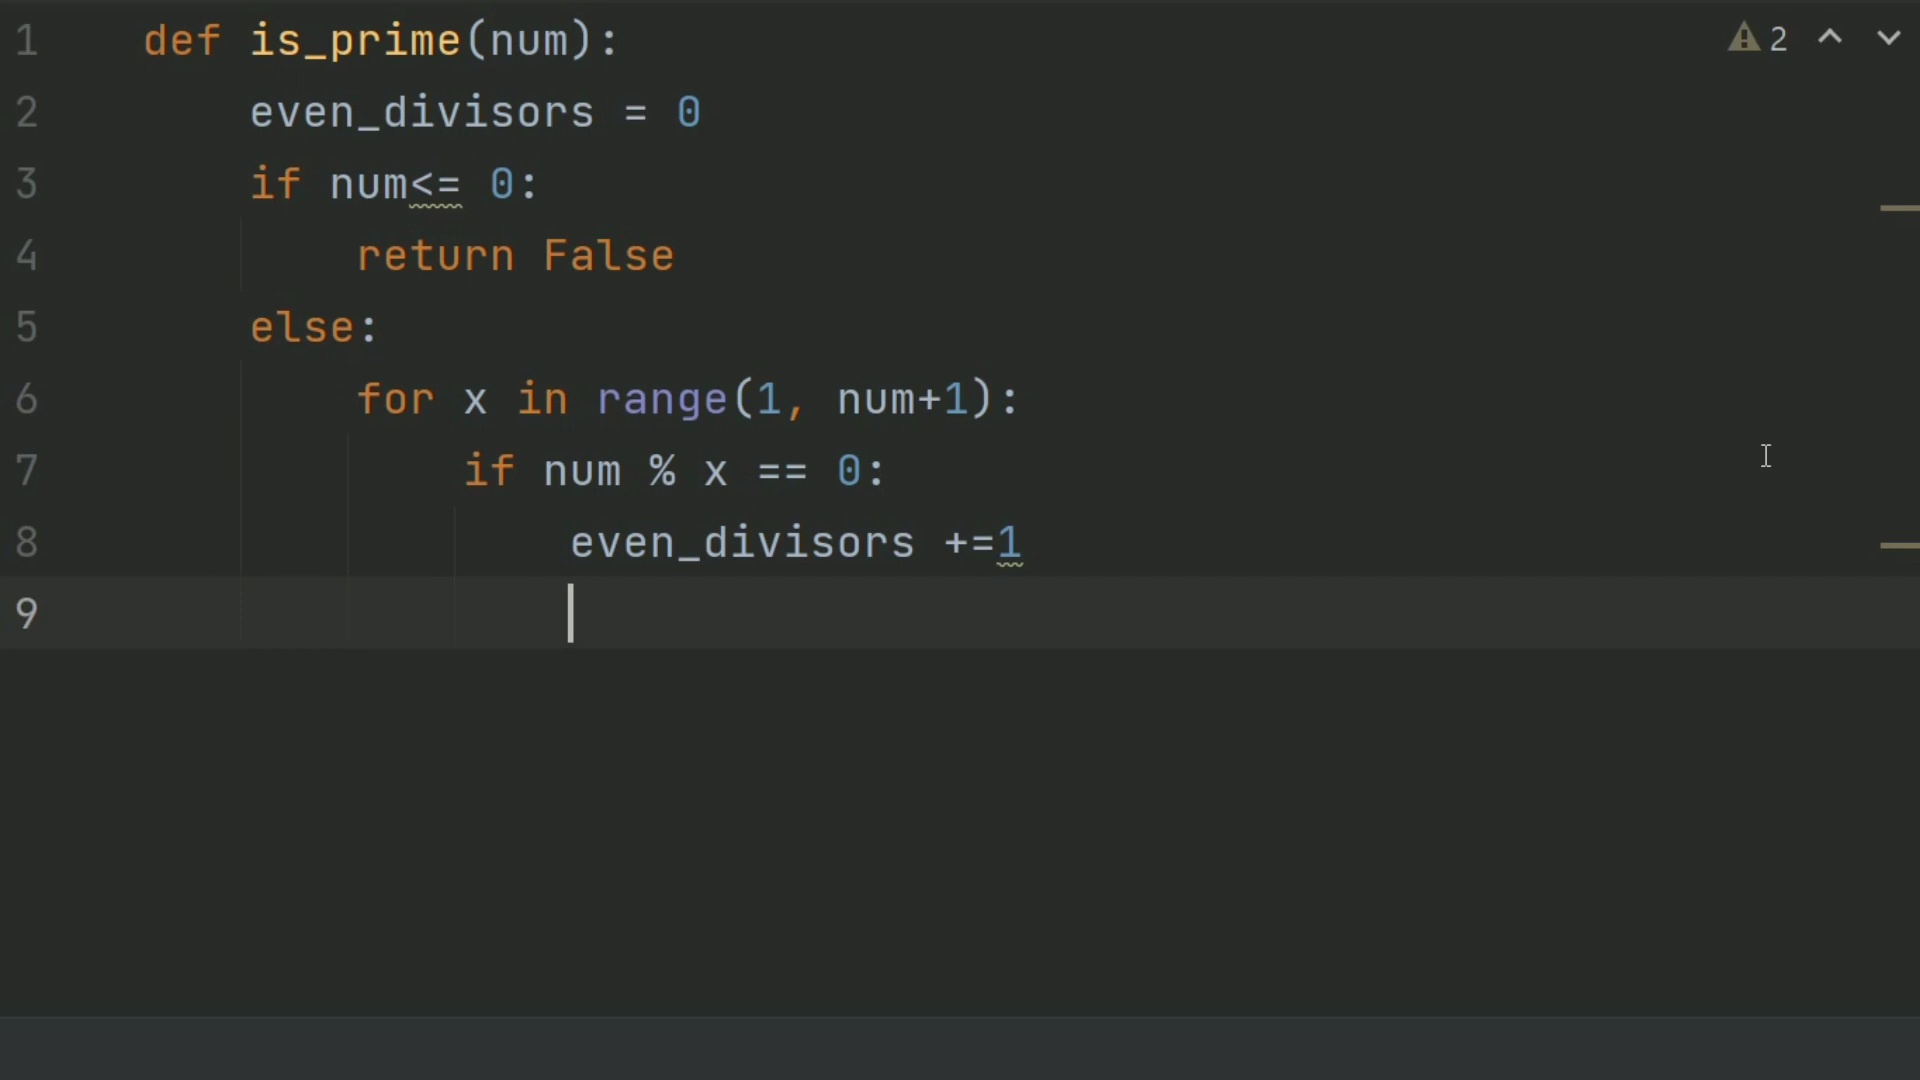 1 def is_prime(num): 2
2 even_divisors = 0
3 if num<= 0:
4 return False
5 else:
6 for x in range(1, num+1):
7 if num % x == 0:
8 even_divisors +=1
9